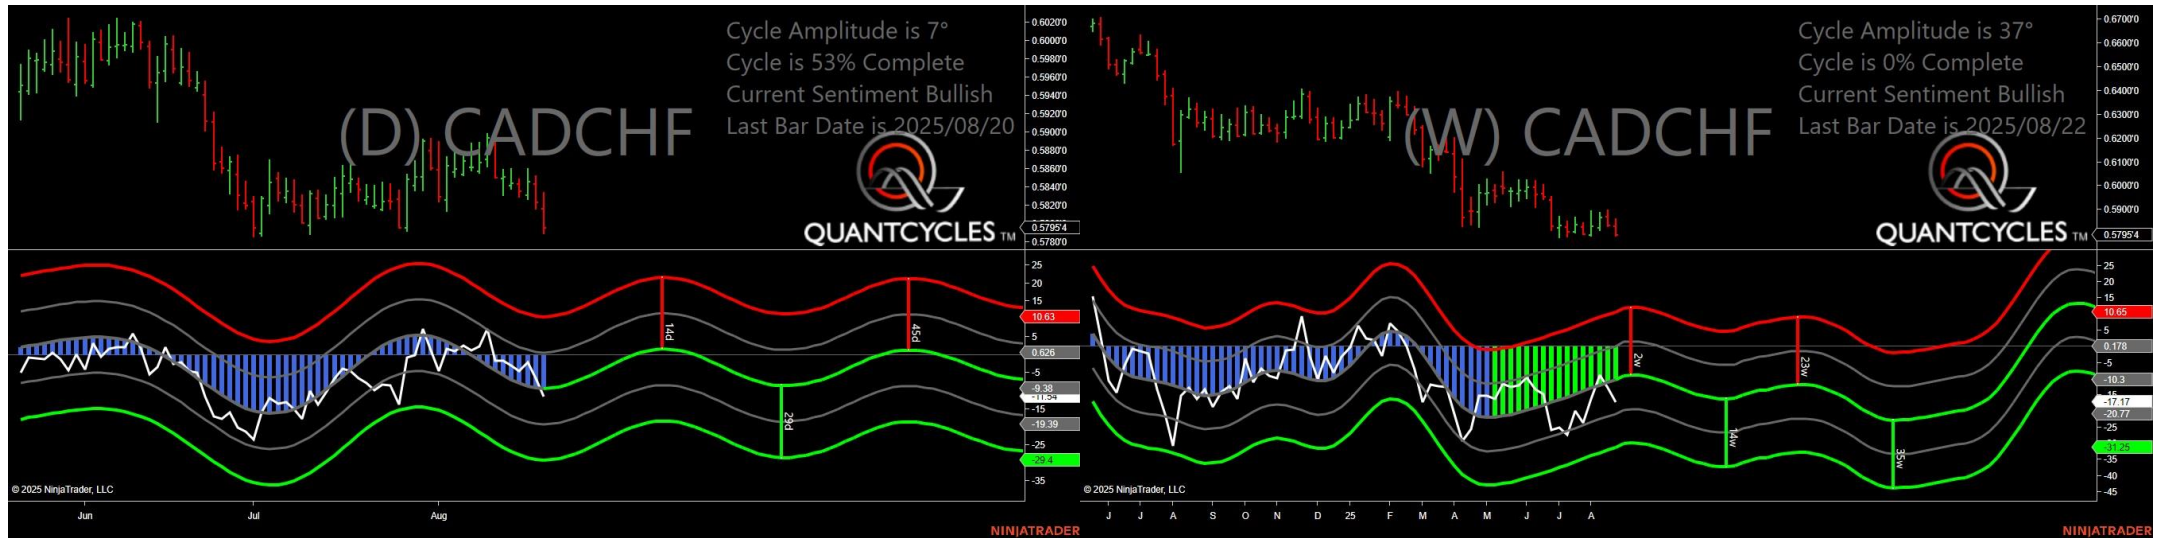 Cycle Amplitude is 7°
Cycle is 53% Complete
Current Sentiment Bullish
Last Bar Date is 2025/08/20
(D) CADCHF
QUANTCYCLES TM
0.6020'0
0.6000'0
0.5980'0
0.5960'0
0.5940'0
0.5920'0
0.5900'0
0.5880'0
0.5860'0
0.5840'0
0.5820'0
0.5795'4
0.5780'0
25
20
15
10.63
5
0.626
-5
-9.38
-11.54
-15
-19.39
-25
-29.4
-35
14d
45d
29d
© 2025 NinjaTrader, LLC
Jun
Jul
Aug
NINJATRADER
Cycle Amplitude is 37°
Cycle is 0% Complete
Current Sentiment Bullish
Last Bar Date is 2025/08/22
(W) CADCHF
QUANTCYCLES TM
0.6700'0
0.6600'0
0.6500'0
0.6400'0
0.6300'0
0.6200'0
0.6100'0
0.6000'0
0.5900'0
0.5795'4
25
20
15
10.65
5
0.178
-5
-10.3
-17.17
-20.77
-25
-31.25
-35
-40
-45
2w
23w
14w
35w
© 2025 NinjaTrader, LLC
J
J
A
S
O
N
D
25
F
M
A
M
J
J
A
NINJATRADER